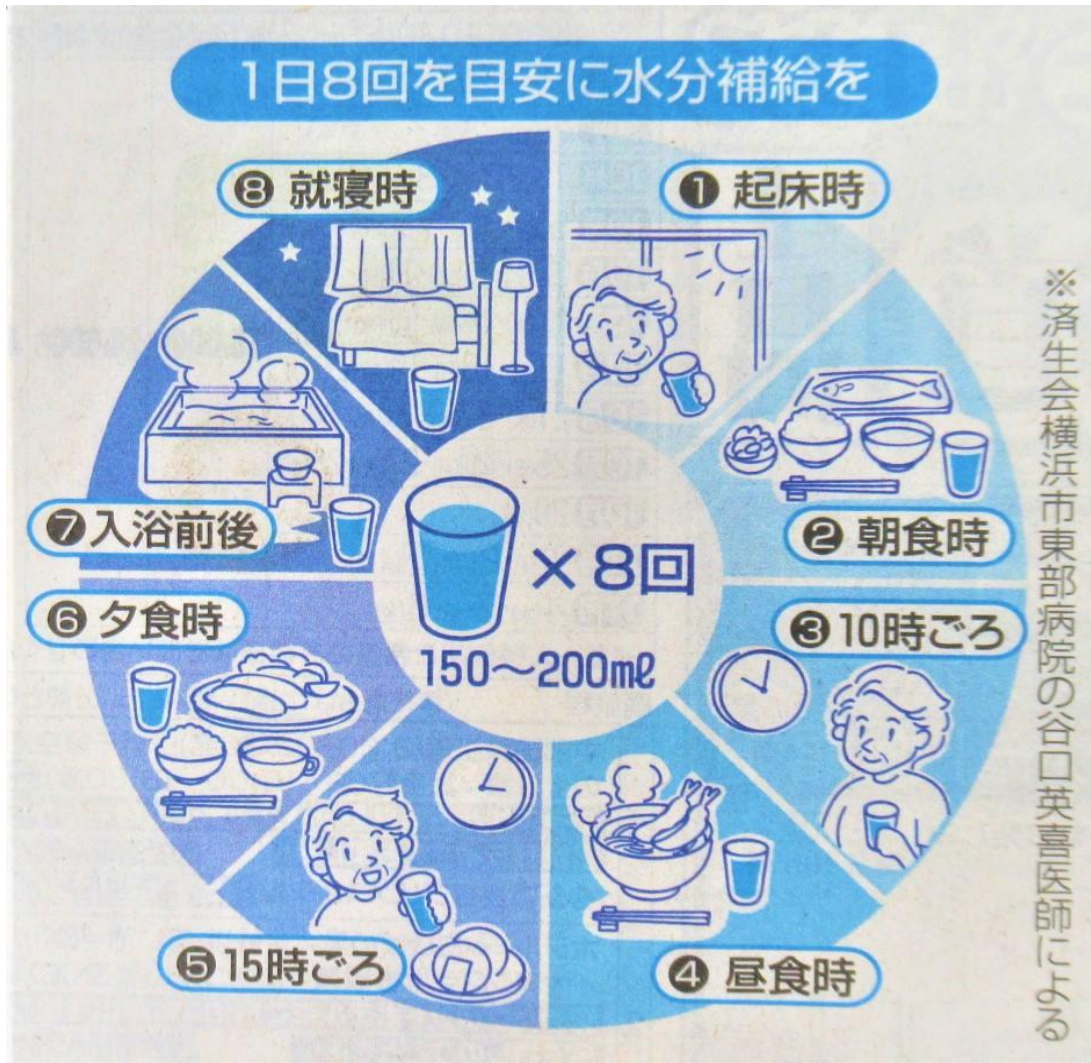 1日8回を目安に水分補給を
❶ 起床時
❷ 朝食時
❸10時ごろ
❹ 昼食時
❺15時ごろ
❻ 夕食時
❼入浴前後
❽ 就寝時
×8回
150〜200mℓ
※済生会横浜市東部病院の谷口英喜医師による